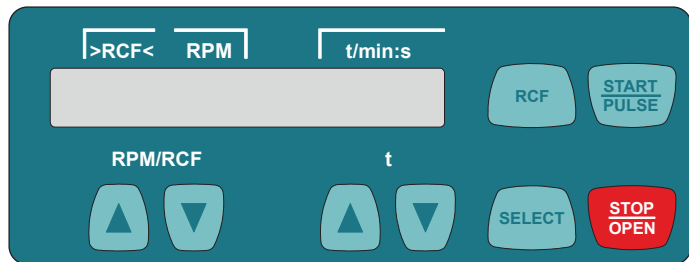 >RCF< RPM t/min:s
RCF
START
PULSE
RPM/RCF t
SELECT
STOP
OPEN